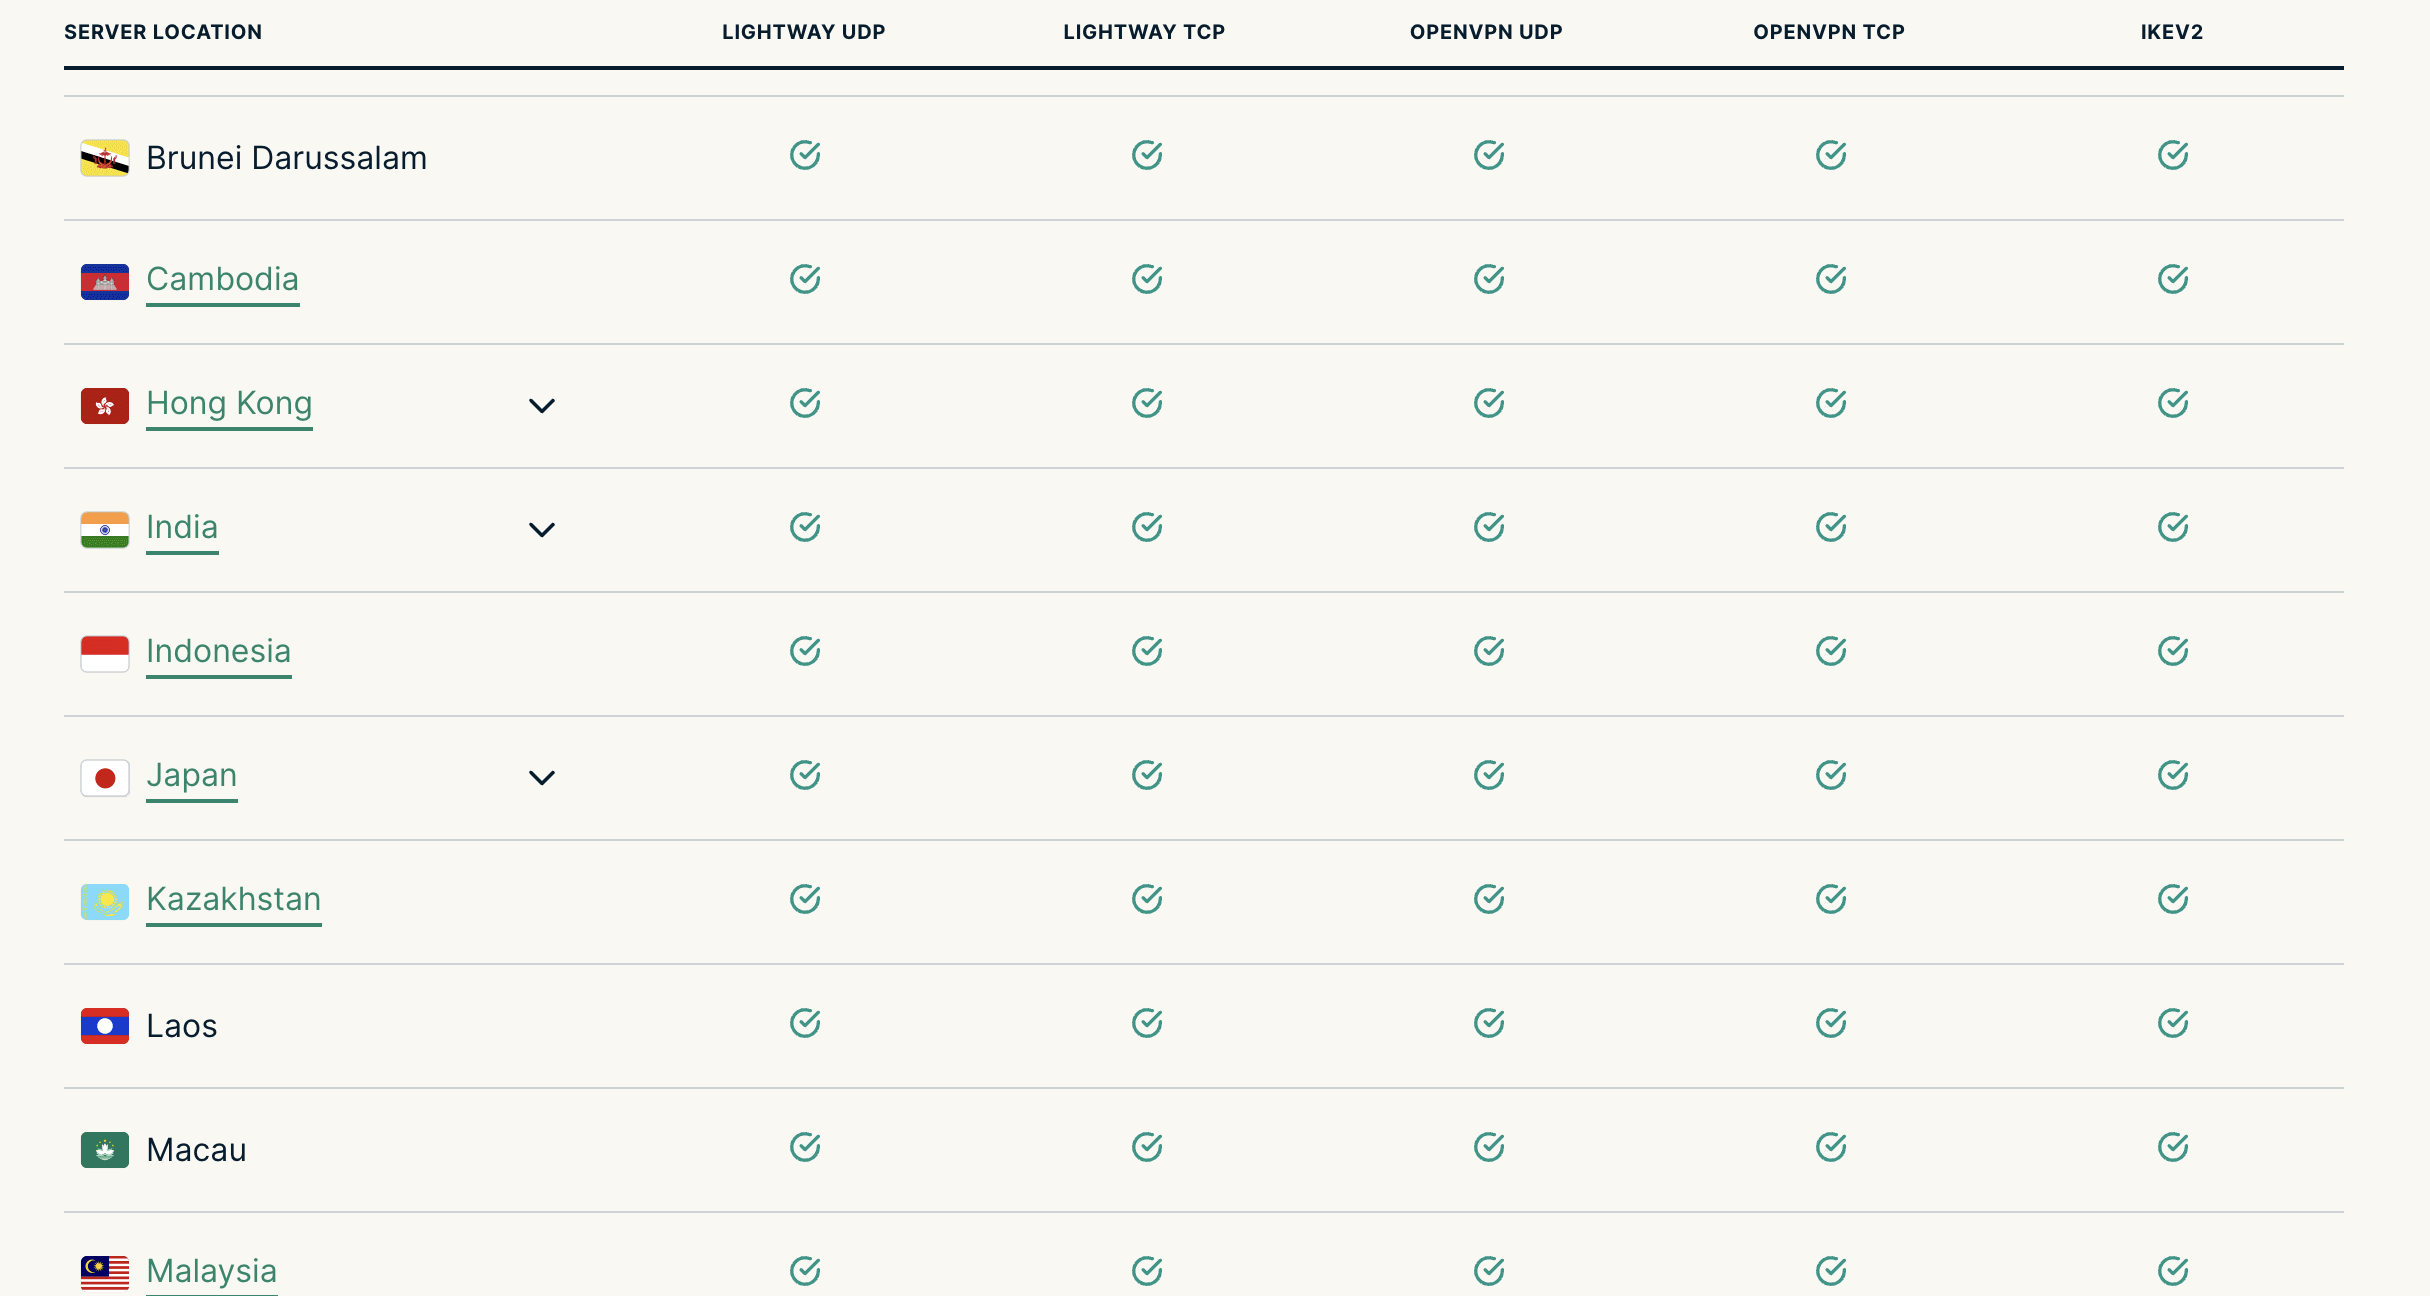 SERVER LOCATION LIGHTWAY UDP LIGHTWAY TCP OPENVPN UDP OPENVPN TCP IKEV2
Brunei Darussalam
Cambodia
Hong Kong
India
Indonesia
Japan
Kazakhstan
Laos
Macau
Malaysia